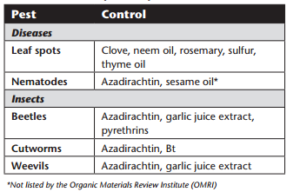 Pest Control
Diseases
Leaf spots Clove, neem oil, rosemary, sulfur,
thyme oil
Nematodes Azadirachtin, sesame oil*
Insects
Beetles Azadirachtin, garlic juice extract,
pyrethrins
Cutworms Azadirachtin, Bt
Weevils Azadirachtin, garlic juice extract
*Not listed by the Organic Materials Review Institute (OMRI)